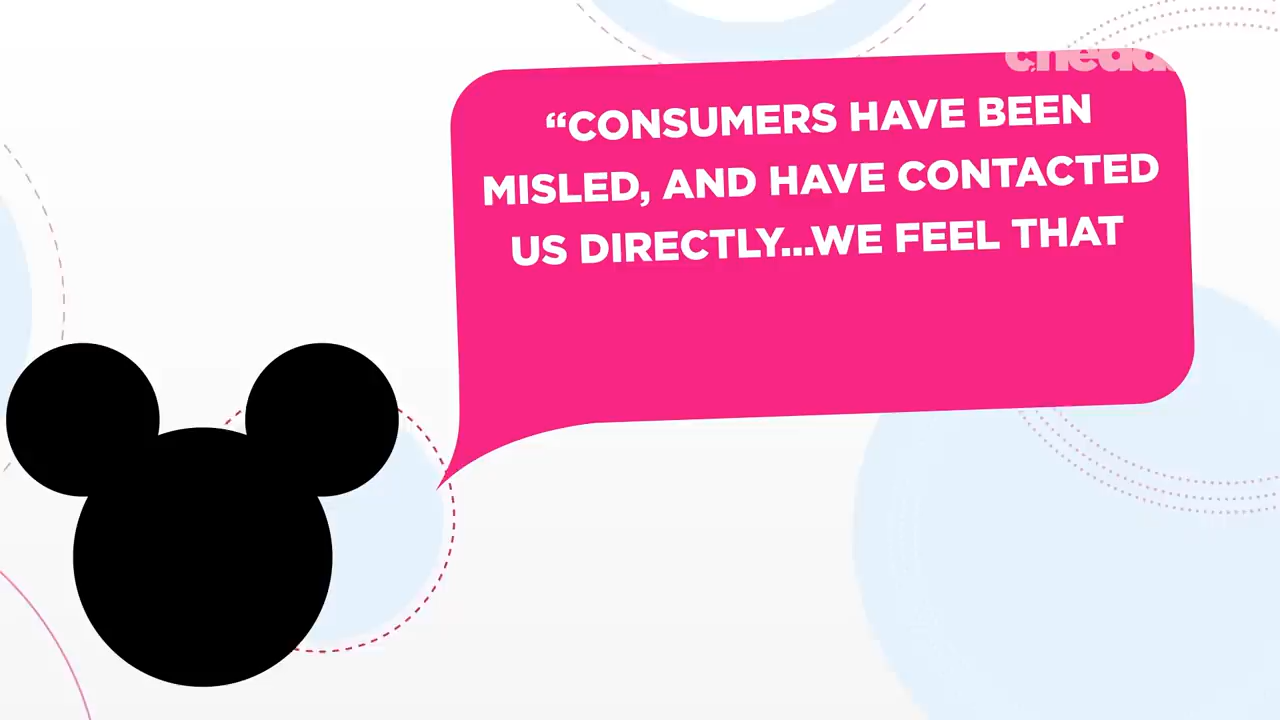 “CONSUMERS HAVE BEEN
MISLED, AND HAVE CONTACTED
US DIRECTLY...WE FEEL THAT